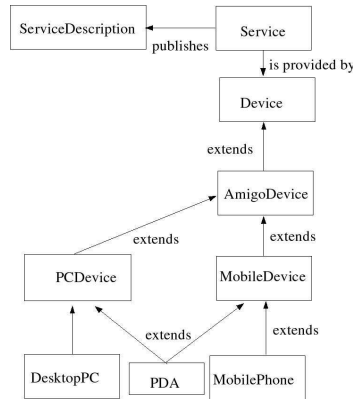 ServiceDescription
Service
publishes
is provided by
Device
extends
AmigoDevice
extends
extends
PCDevice
MobileDevice
extends
extends
DesktopPC
PDA
MobilePhone